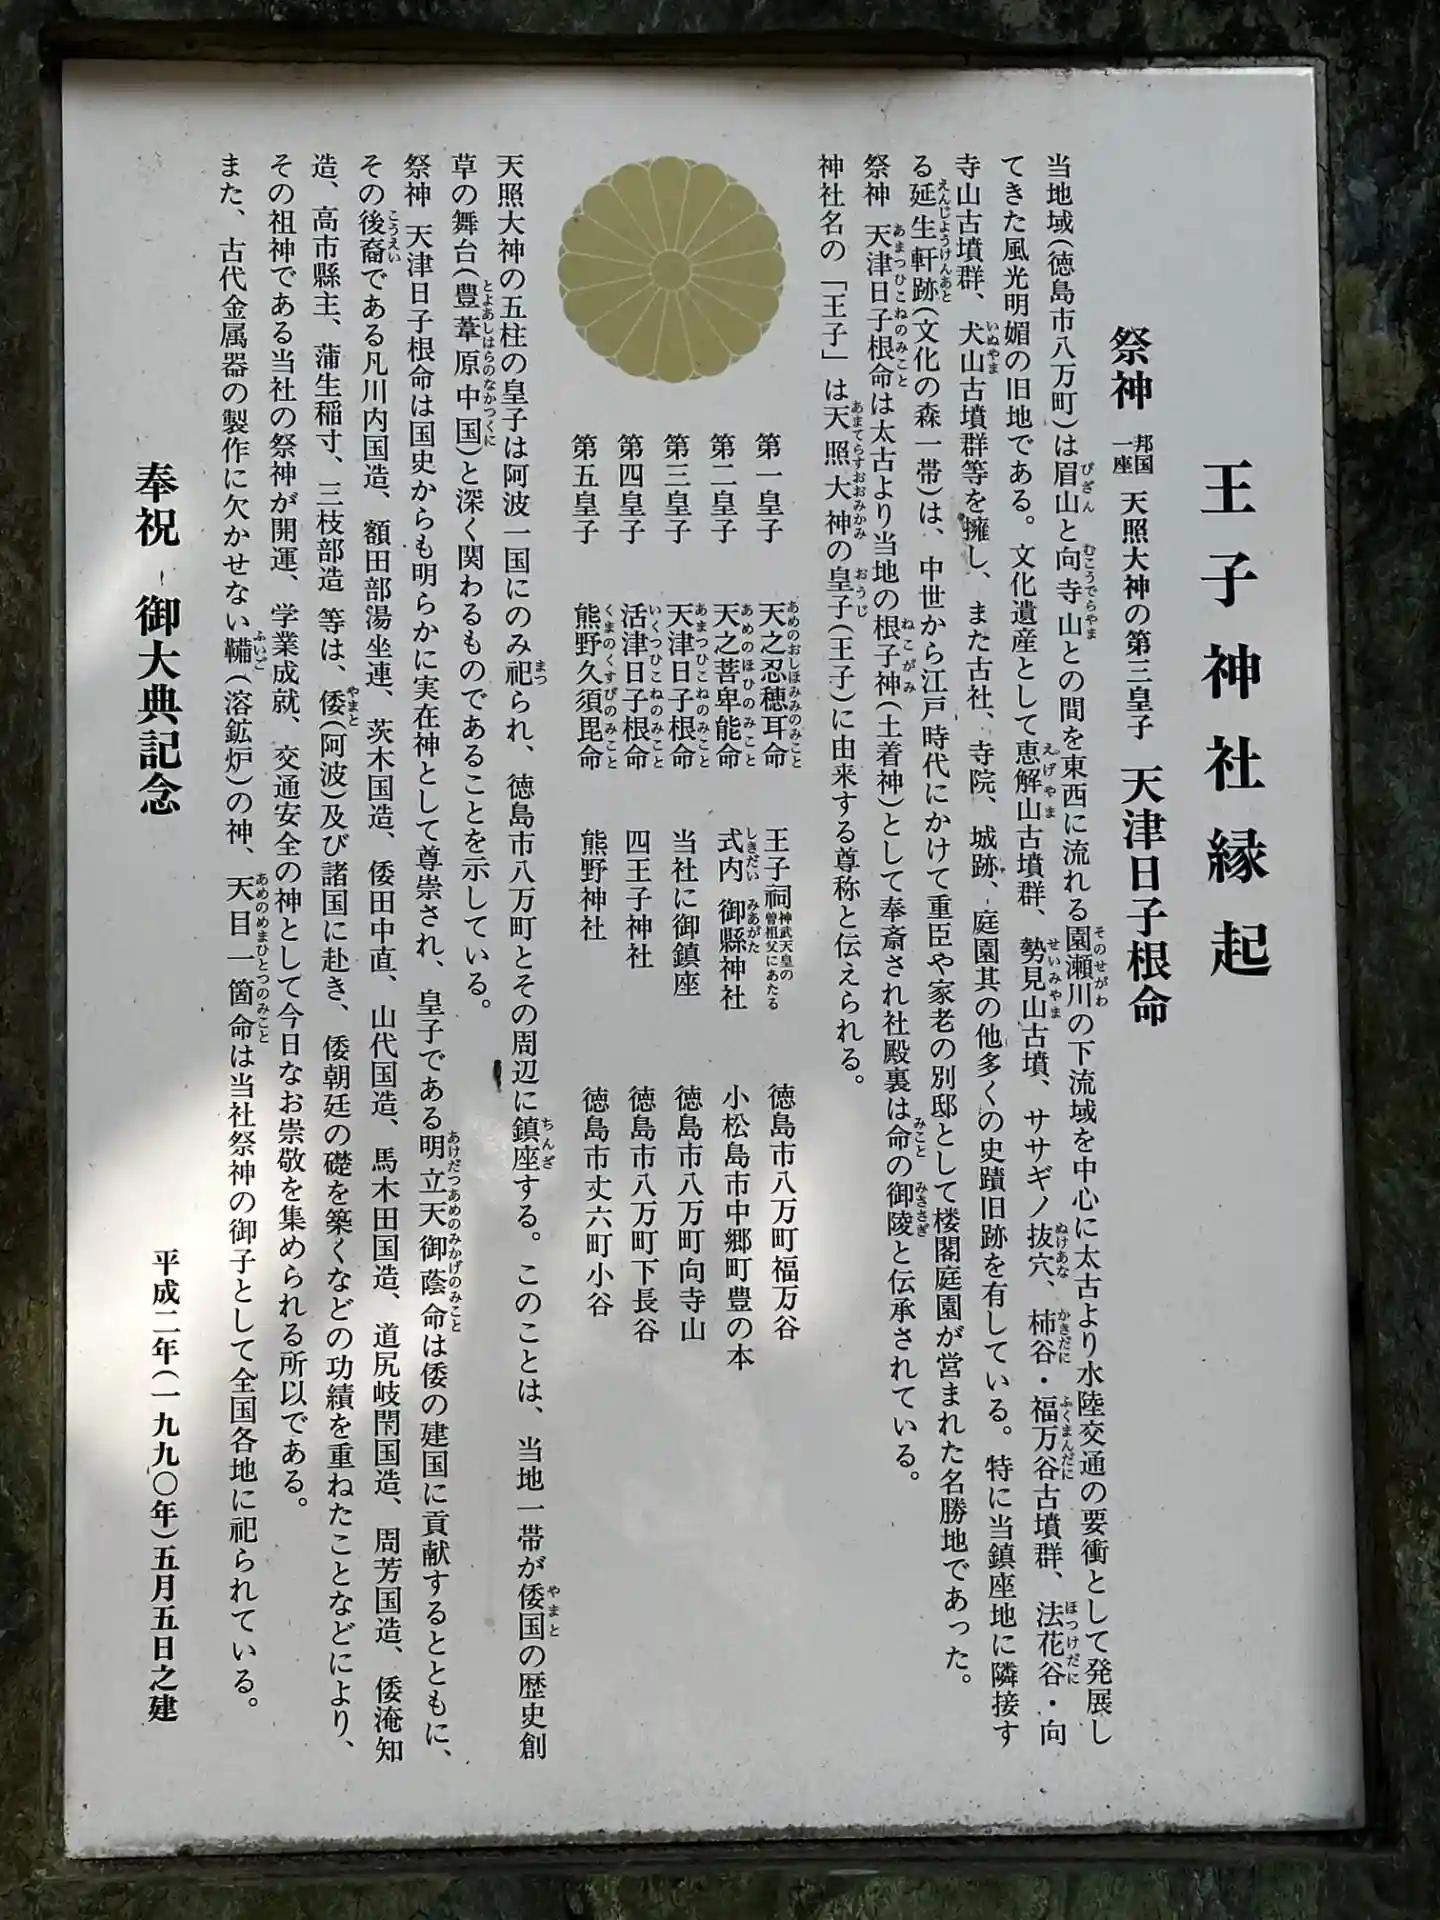 王子神社縁起
祭神 邦国一座 天照大神の第三皇子 天津日子根命
当地域(徳島市八万町)は眉山と向寺山との間を東西に流れる園瀬川の下流域を中心に太古より水陸交通の要衝として発展し
てきた風光明媚の旧地である。文化遺産として恵解山古墳群、勢見山古墳、ササギノ抜穴、柿谷・福万谷古墳群、法花谷・向
寺山古墳群、犬山古墳群等を擁し、また古社、寺院、城跡、庭園其の他多くの史蹟旧跡を有している。特に当鎮座地に隣接す
る延生軒跡(文化の森一帯)は、中世から江戸時代にかけて重臣や家老の別邸として楼閣庭園が営まれた名勝地であった。
祭神 天津日子根命は太古より当地の根子神(土着神)として奉斎され社殿裏は命の御陵と伝承されている。
神社名の「王子」は天照大神の皇子(王子)に由来する尊称と伝えられる。
第一皇子 天之忍穂耳命 王子祠 神武天皇の曽祖父にあたる 徳島市八万町福万谷
第二皇子 天之菩卑能命 式内 御縣神社 小松島市中郷町豊の本
第三皇子 天津日子根命 当社に御鎮座 徳島市八万町向寺山
第四皇子 活津日子根命 四王子神社 徳島市八万町下長谷
第五皇子 熊野久須毘命 熊野神社 徳島市丈六町小谷
天照大神の五柱の皇子は阿波一国にのみ祀られ、徳島市八万町とその周辺に鎮座する。このことは、当地一帯が倭国の歴史創
草の舞台(豊葦原中国)と深く関わるものであることを示している。
祭神 天津日子根命は国史からも明らかに実在神として尊崇され、皇子である明立天御蔭命は倭の建国に貢献するとともに、
その後裔である凡川内国造、額田部湯坐連、茨木国造、倭田中直、山代国造、馬木田国造、道尻岐閇国造、周芳国造、倭淹知
造、高市縣主、蒲生稲寸、三枝部造 等は、倭(阿波)及び諸国に赴き、倭朝廷の礎を築くなどの功績を重ねたことなどにより、
その祖神である当社の祭神が開運、学業成就、交通安全の神として今日なお崇敬を集められる所以である。
また、古代金属器の製作に欠かせない鞴(溶鉱炉)の神、天目一箇命は当社祭神の御子として全国各地に祀られている。
奉祝 - 御大典記念
平成二年(一九九〇年)五月五日之建